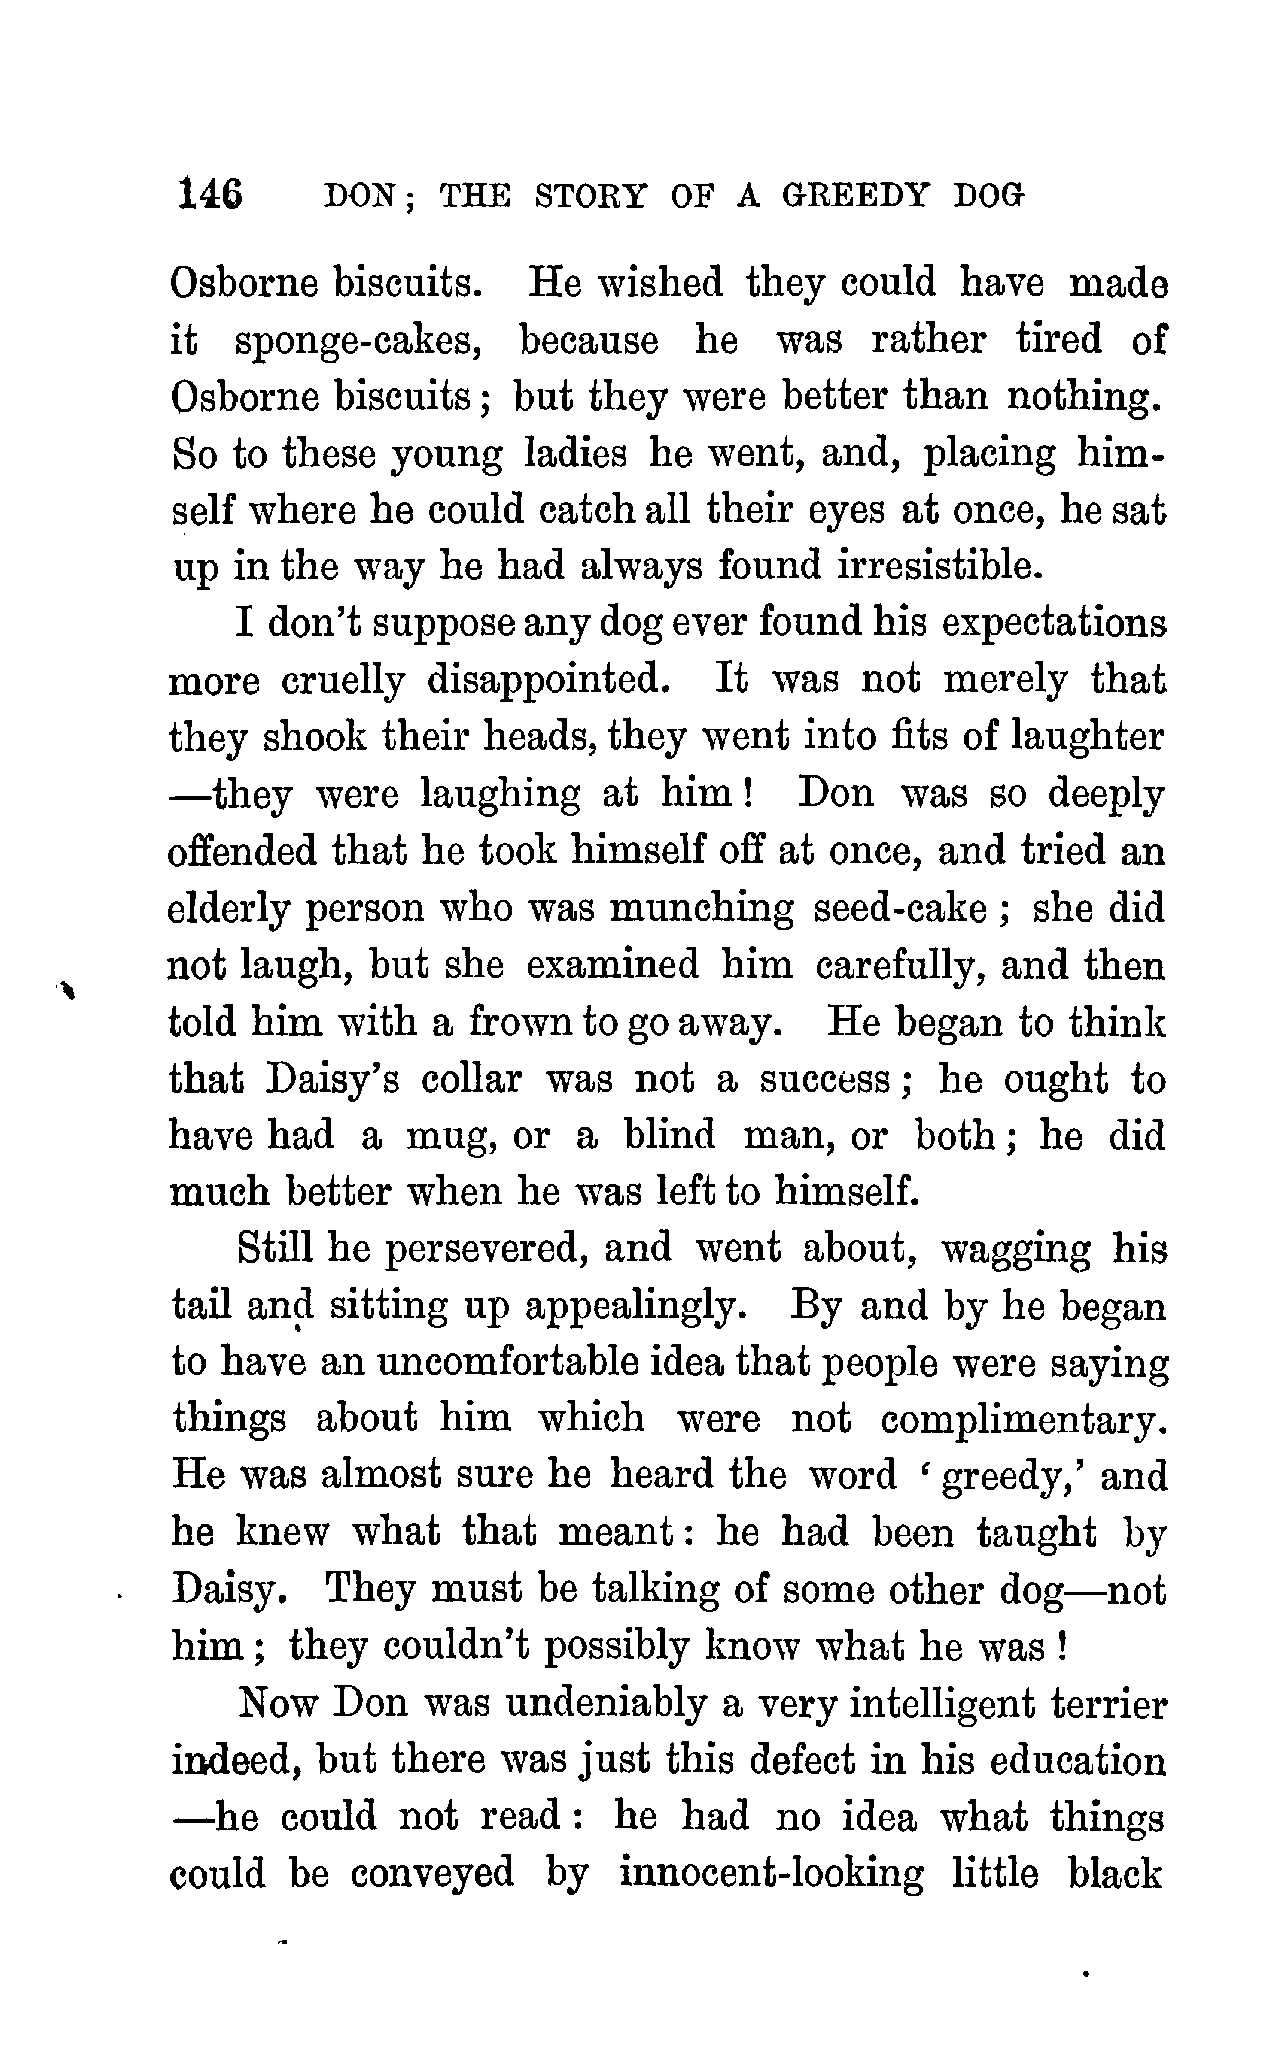 146 DON; THE STORY OF A GREEDY DOG
Osborne biscuits. He wished they could have made
it sponge-cakes, because he was rather tired of
Osborne biscuits; but they were better than nothing.
So to these young ladies he went, and, placing him-
self where he could catch all their eyes at once, he sat
up in the way he had always found irresistible.
I don't suppose any dog ever found his expectations
more cruelly disappointed. It was not merely that
they shook their heads, they went into fits of laughter
—they were laughing at him! Don was so deeply
offended that he took himself off at once, and tried an
elderly person who was munching seed-cake; she did
not laugh, but she examined him carefully, and then
told him with a frown to go away. He began to think
that Daisy's collar was not a success; he ought to
have had a mug, or a blind man, or both; he did
much better when he was left to himself.
Still he persevered, and went about, wagging his
tail and sitting up appealingly. By and by he began
to have an uncomfortable idea that people were saying
things about him which were not complimentary.
He was almost sure he heard the word ‘greedy,’ and
he knew what that meant: he had been taught by
Daisy. They must be talking of some other dog—not
him; they couldn't possibly know what he was!
Now Don was undeniably a very intelligent terrier
indeed, but there was just this defect in his education
—he could not read: he had no idea what things
could be conveyed by innocent-looking little black